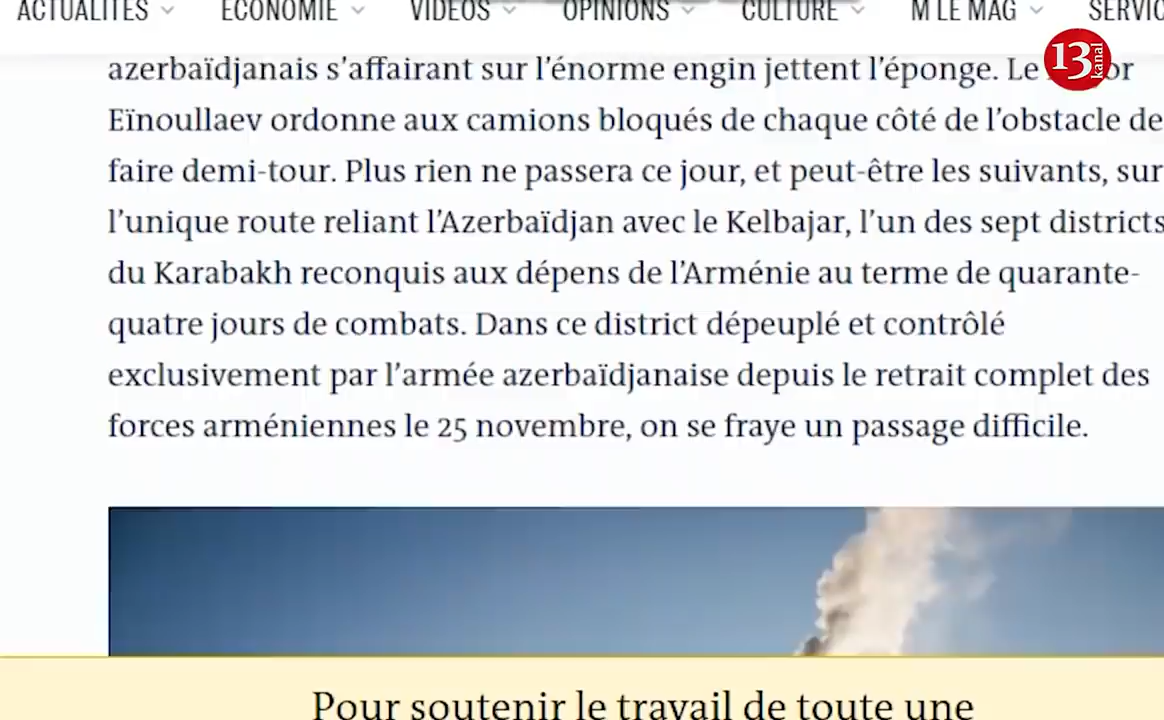 ACTUALITÉS ÉCONOMIE VIDÉOS OPINIONS CULTURE M LE MAG SERVIC
13 kanal
azerbaïdjanais s’affairant sur l’énorme engin jettent l’éponge. Le or
Eïnoullaev ordonne aux camions bloqués de chaque côté de l’obstacle de
faire demi-tour. Plus rien ne passera ce jour, et peut-être les suivants, sur
l’unique route reliant l’Azerbaïdjan avec le Kelbajar, l’un des sept districts
du Karabakh reconquis aux dépens de l’Arménie au terme de quarante-
quatre jours de combats. Dans ce district dépeuplé et contrôlé
exclusivement par l’armée azerbaïdjanaise depuis le retrait complet des
forces arméniennes le 25 novembre, on se fraye un passage difficile.
Pour soutenir le travail de toute une